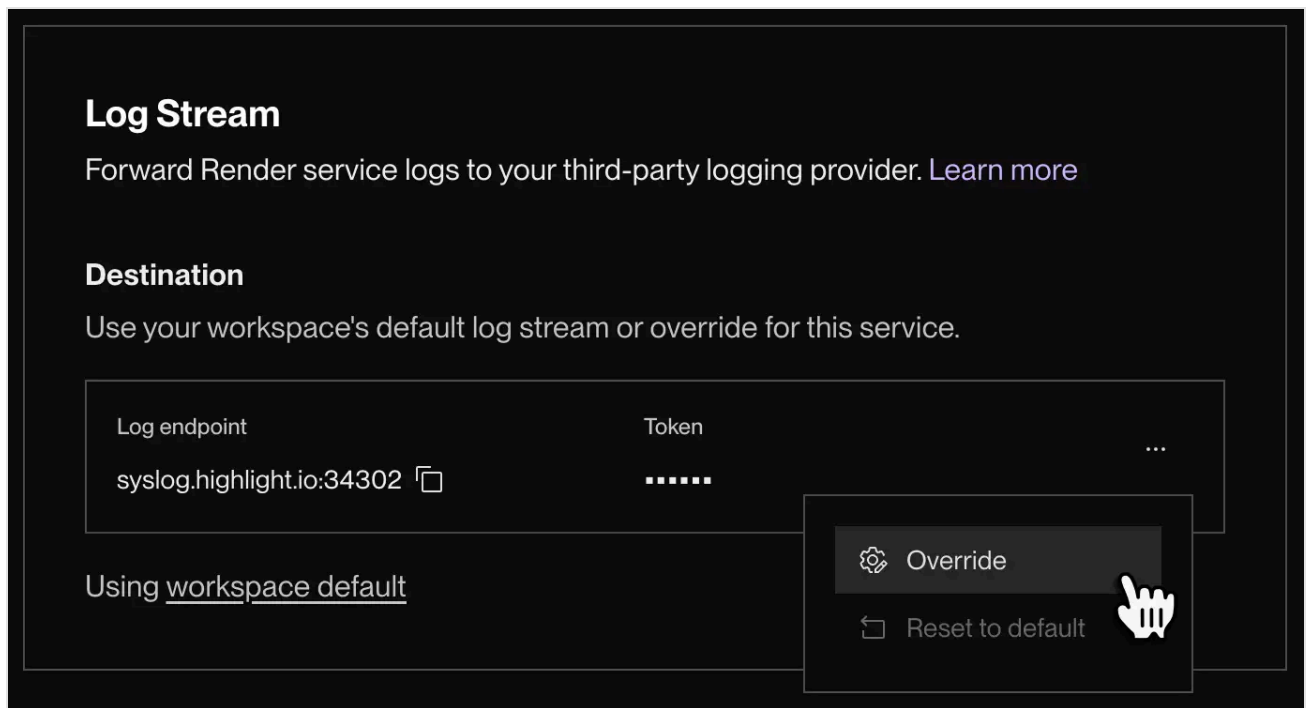 Log Stream
Forward Render service logs to your third-party logging provider. Learn more
Destination
Use your workspace's default log stream or override for this service.
Log endpoint
Token
...
syslog.highlight.io:34302
▪▪▪▪▪▪
Override
Using workspace default
Reset to default